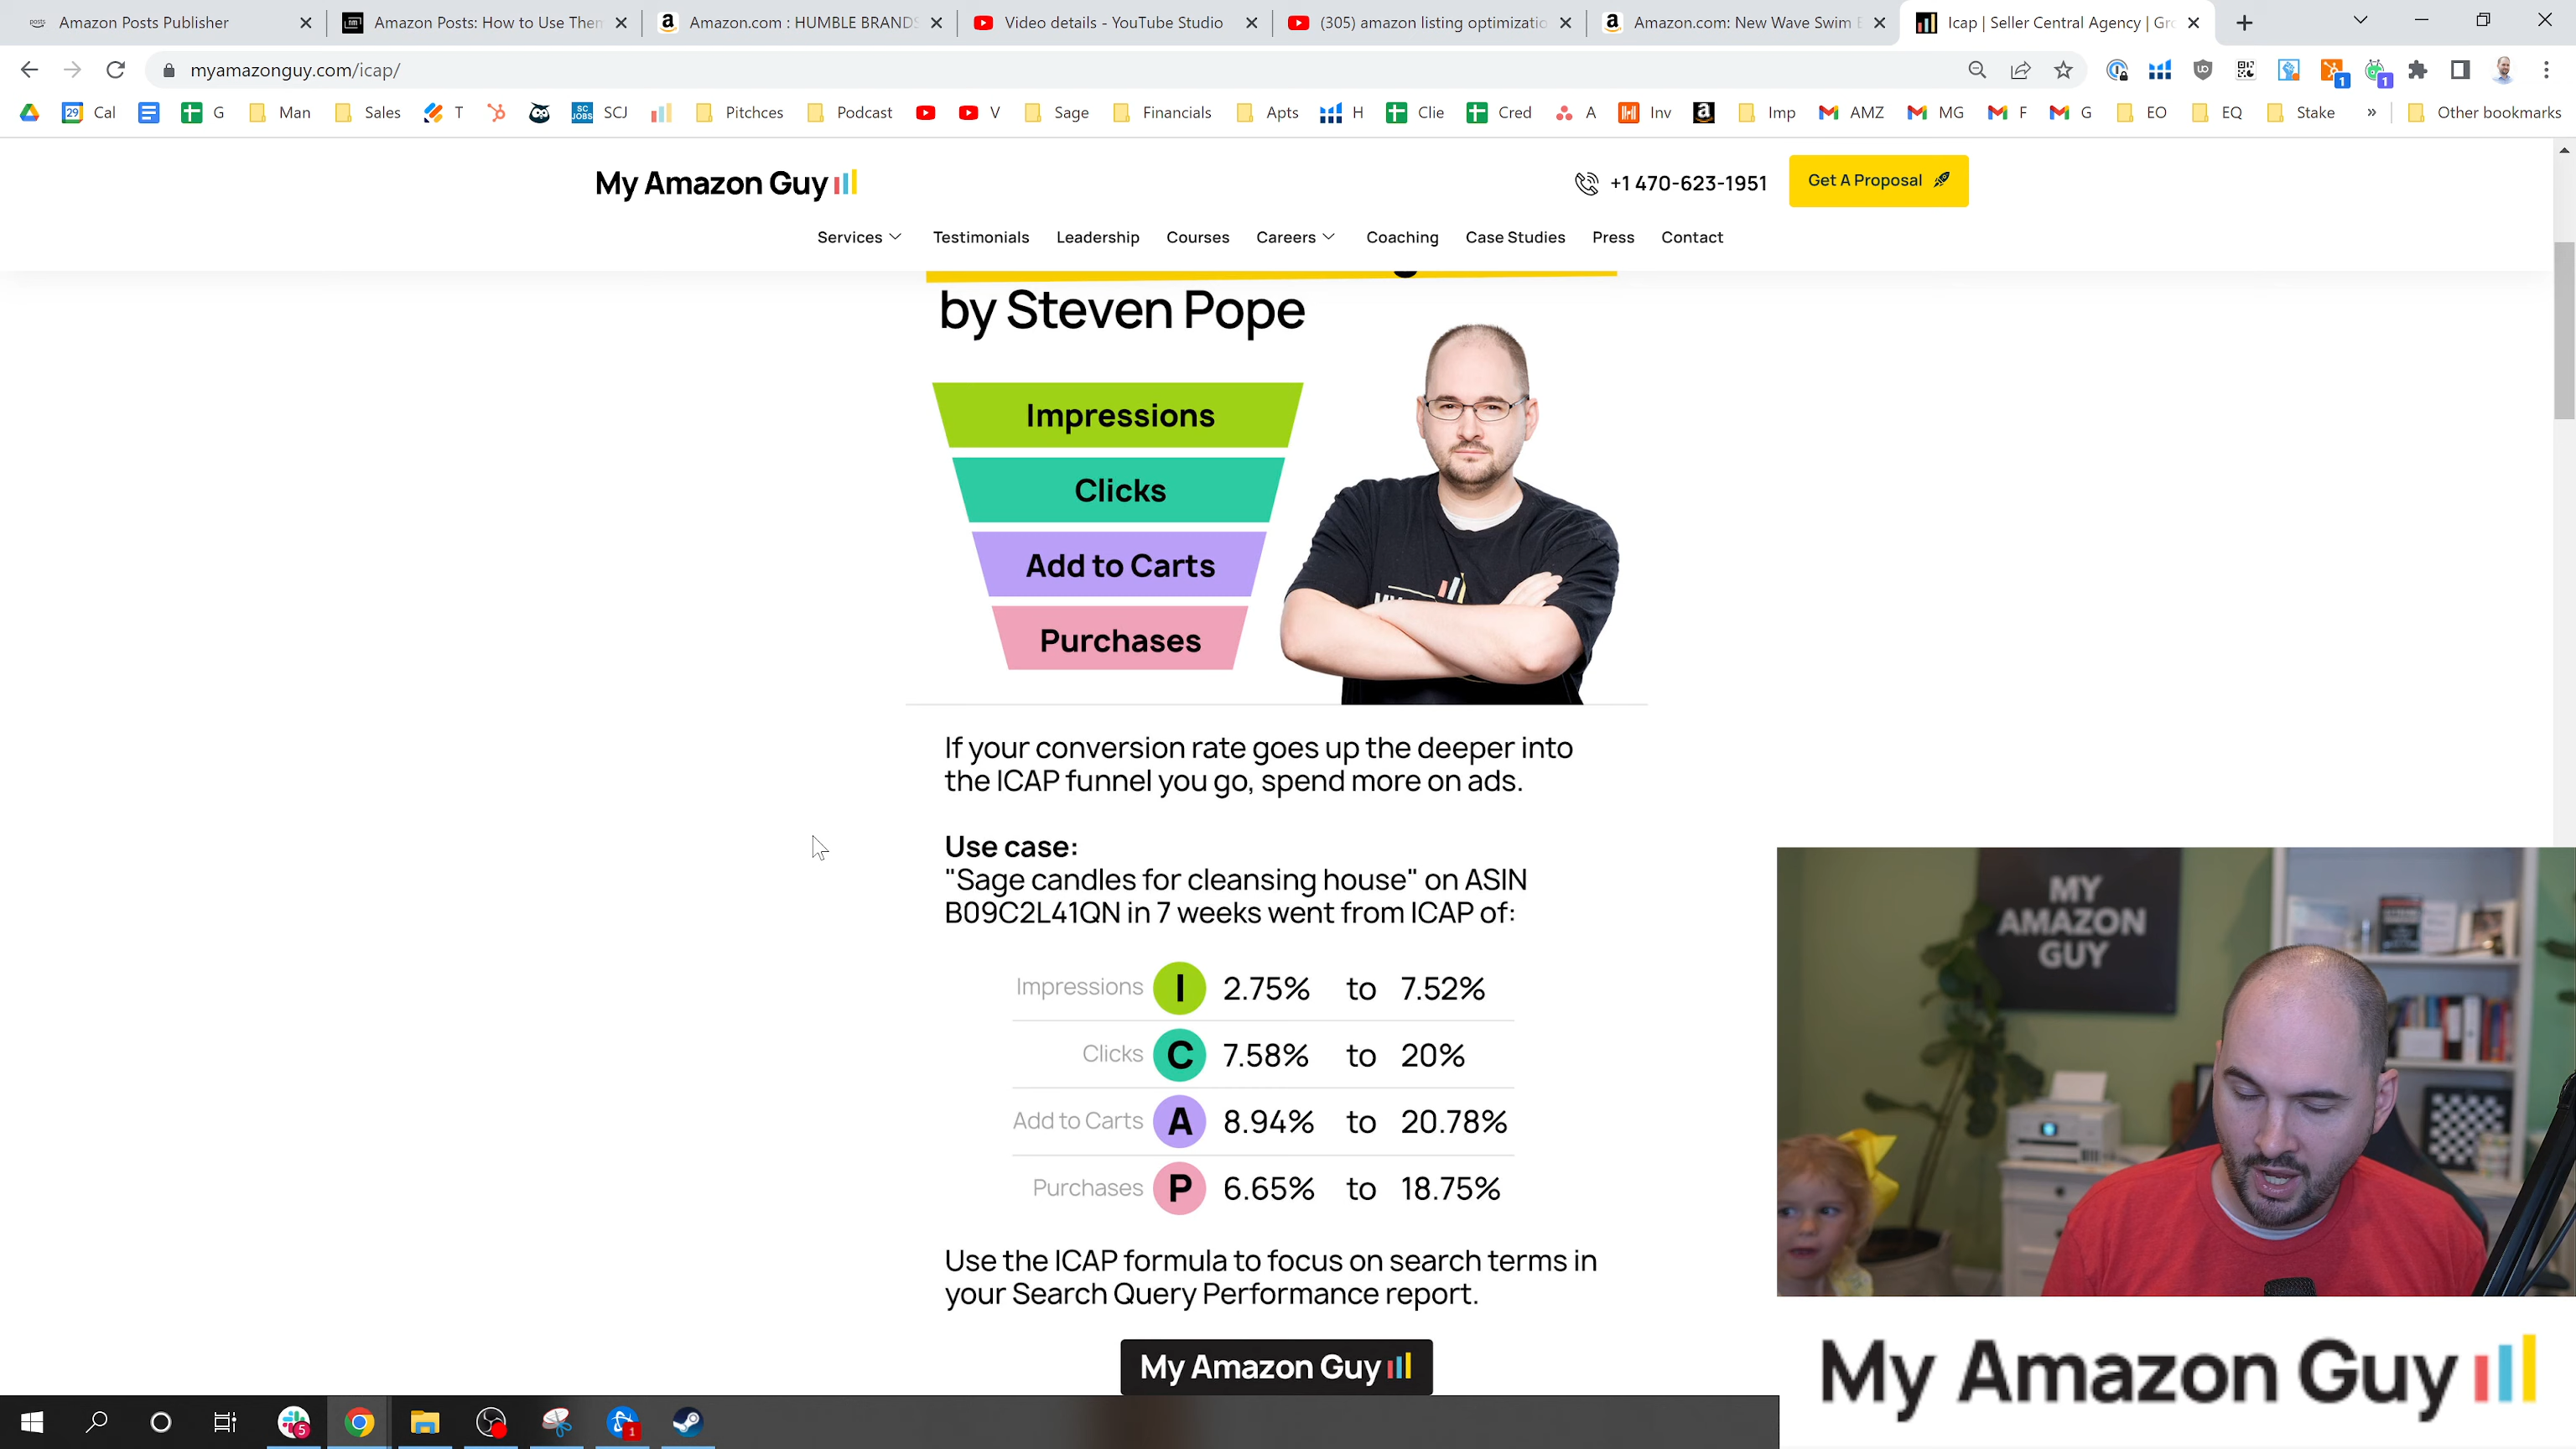 Amazon Posts Publisher
Amazon Posts: How to Use Them
Amazon.com : HUMBLE BRANDS
Video details - YouTube Studio
(305) amazon listing optimizatio
Amazon.com: New Wave Swim B
Icap | Seller Central Agency | Gro
myamazonguy.com/icap/
29 Cal
G
Man
Sales
T
SC JOBS SCJ
Pitchces
Podcast
V
Sage
Financials
Apts
H
Clie
Cred
A
Inv
Imp
AMZ
MG
F
G
EO
EQ
Stake
»
Other bookmarks
My Amazon Guy
+1 470-623-1951
Get A Proposal
Services
Testimonials
Leadership
Courses
Careers
Coaching
Case Studies
Press
Contact
by Steven Pope
Impressions
Clicks
Add to Carts
Purchases
If your conversion rate goes up the deeper into
the ICAP funnel you go, spend more on ads.
Use case:
"Sage candles for cleansing house" on ASIN
B09C2L41QN in 7 weeks went from ICAP of:
Impressions I 2.75% to 7.52%
Clicks C 7.58% to 20%
Add to Carts A 8.94% to 20.78%
Purchases P 6.65% to 18.75%
Use the ICAP formula to focus on search terms in
your Search Query Performance report.
My Amazon Guy
MY
AMAZON
GUY
My Amazon Guy
5
1